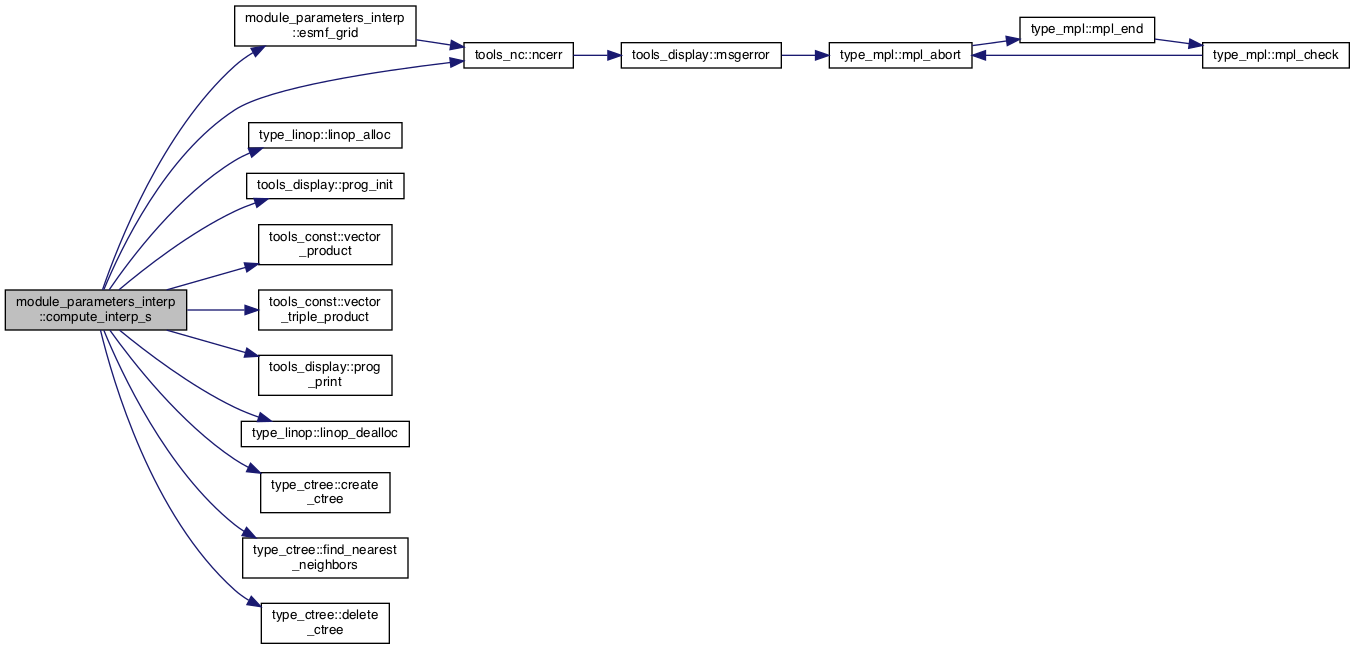 module_parameters_interp
::esmf_grid
tools_nc::ncerr
tools_display::msgerror
type_mpl::mpl_abort
type_mpl::mpl_end
type_mpl::mpl_check
type_linop::linop_alloc
tools_display::prog_init
tools_const::vector
_product
module_parameters_interp
::compute_interp_s
tools_const::vector
_triple_product
tools_display::prog
_print
type_linop::linop_dealloc
type_ctree::create
_ctree
type_ctree::find_nearest
_neighbors
type_ctree::delete
_ctree